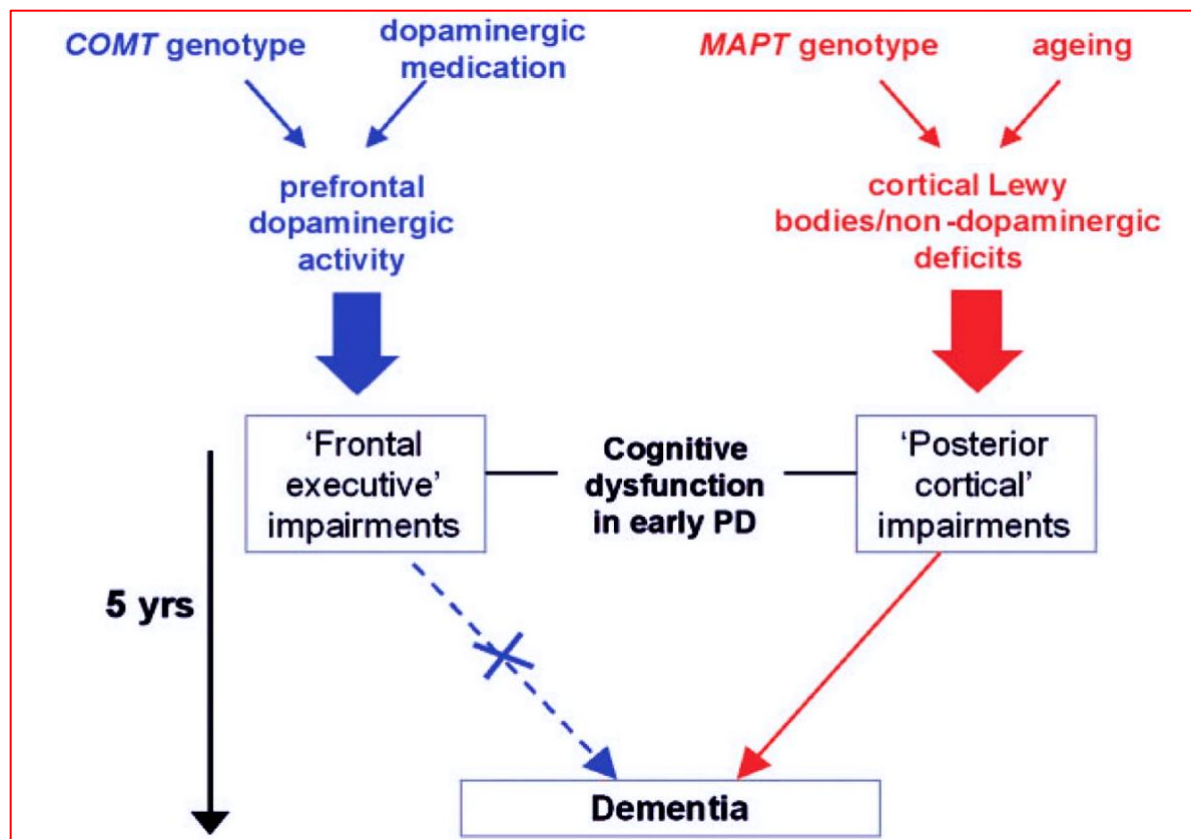 COMT genotype
dopaminergic
medication
MAPT genotype
ageing
prefrontal
dopaminergic
activity
cortical Lewy
bodies/non-dopaminergic
deficits
'Frontal
executive'
impairments
Cognitive
dysfunction
in early PD
'Posterior
cortical'
impairments
5 yrs
Dementia